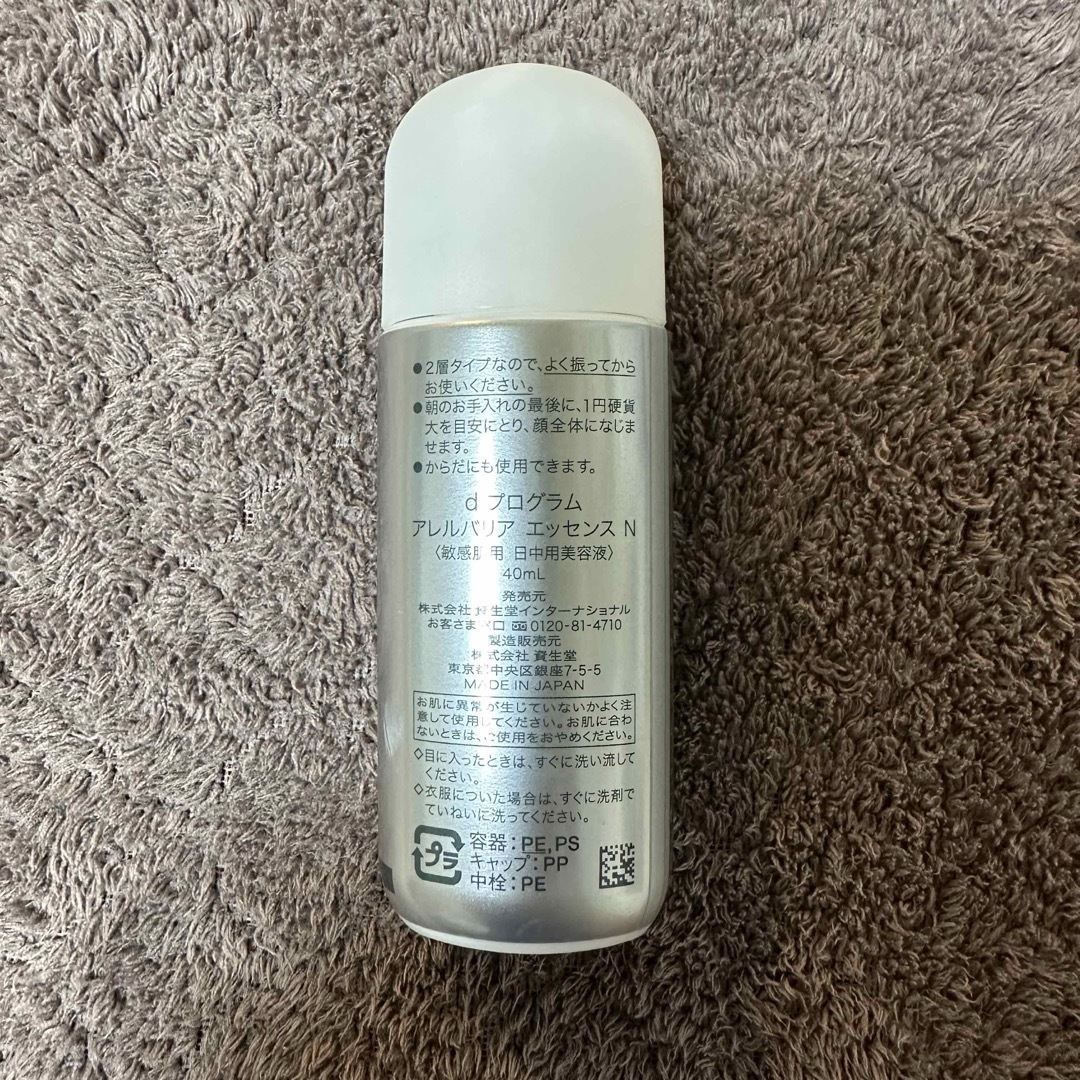 ●2層タイプなので、よく振ってから
お使いください。
●朝のお手入れの最後に、1円硬貨
大を目安にとり、顔全体になじま
せます。
●からだにも使用できます。
d プログラム
アレルバリア エッセンス N
〈敏感肌用 日中用美容液〉
40mL
発売元
株式会社 資生堂インターナショナル
お客さま窓口 0120-81-4710
製造販売元
株式会社 資生堂
東京都中央区銀座7-5-5
MADE IN JAPAN
お肌に異常が生じていないかよく注
意して使用してください。お肌に合わ
ないときは、ご使用をおやめください。
◇目に入ったときは、すぐに洗い流して
ください。
◇衣服についた場合は、すぐに洗剤で
ていねいに洗ってください。
プラ
容器：PE,PS
キャップ：PP
中栓：PE